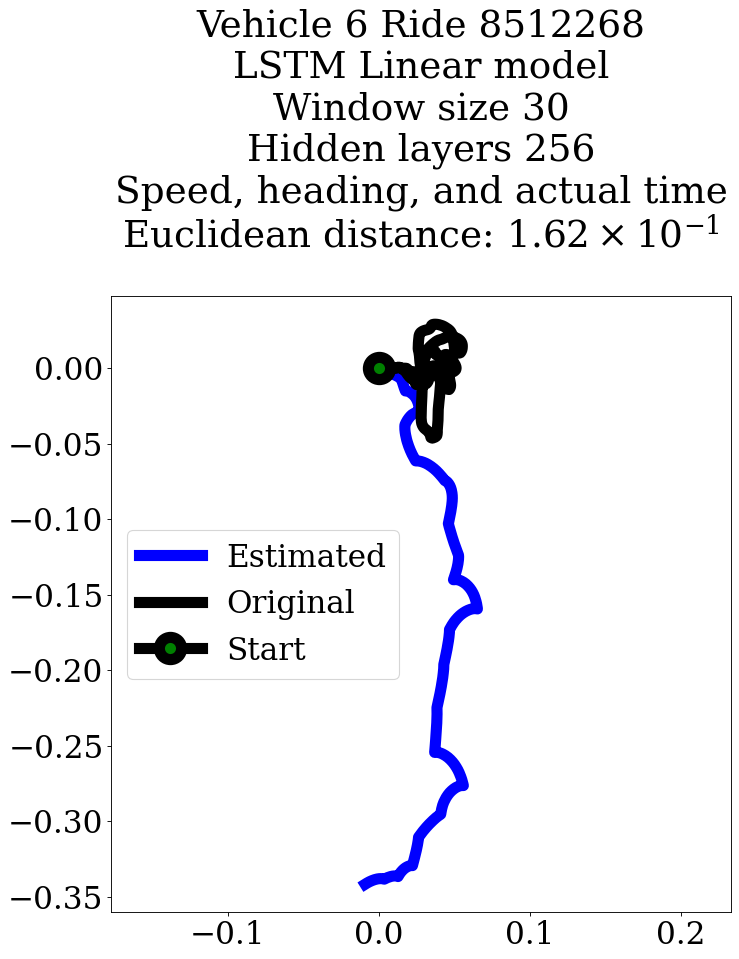 Vehicle 6 Ride 8512268
LSTM Linear model
Window size 30
Hidden layers 256
Speed, heading, and actual time
Euclidean distance: 1.62 × 10⁻¹
0.00
−0.05
−0.10
−0.15
−0.20
−0.25
−0.30
−0.35
Estimated
Original
Start
−0.1 0.0 0.1 0.2